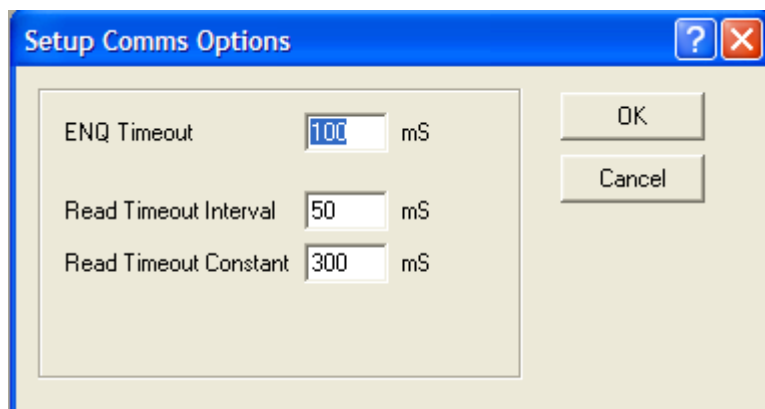 Setup Comms Options ?
ENQ Timeout 100 mS
Read Timeout Interval 50 mS
Read Timeout Constant 300 mS
OK
Cancel